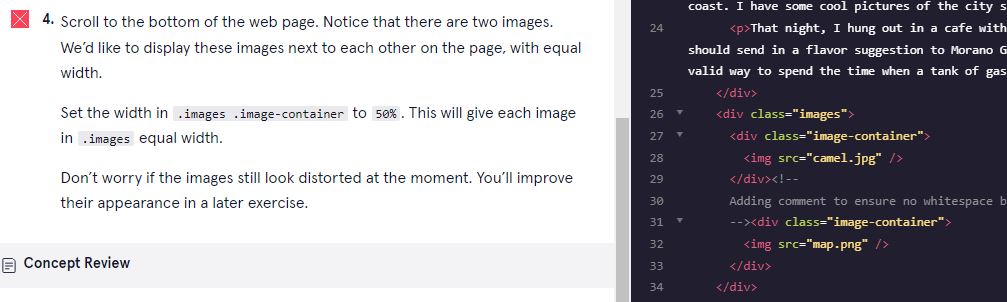 4. Scroll to the bottom of the web page. Notice that there are two images.
We’d like to display these images next to each other on the page, with equal
width.
Set the width in .images .image-container to 50% . This will give each image
in .images equal width.
Don’t worry if the images still look distorted at the moment. You’ll improve
their appearance in a later exercise.
Concept Review
coast. I have some cool pictures of the city s
24 <p>That night, I hung out in a cafe with
should send in a flavor suggestion to Morano G
valid way to spend the time when a tank of gas
25 </div>
26 <div class="images">
27 <div class="image-container">
28 <img src="camel.jpg" />
29 </div><!--
30 Adding comment to ensure no whitespace b
31 --><div class="image-container">
32 <img src="map.png" />
33 </div>
34 </div>